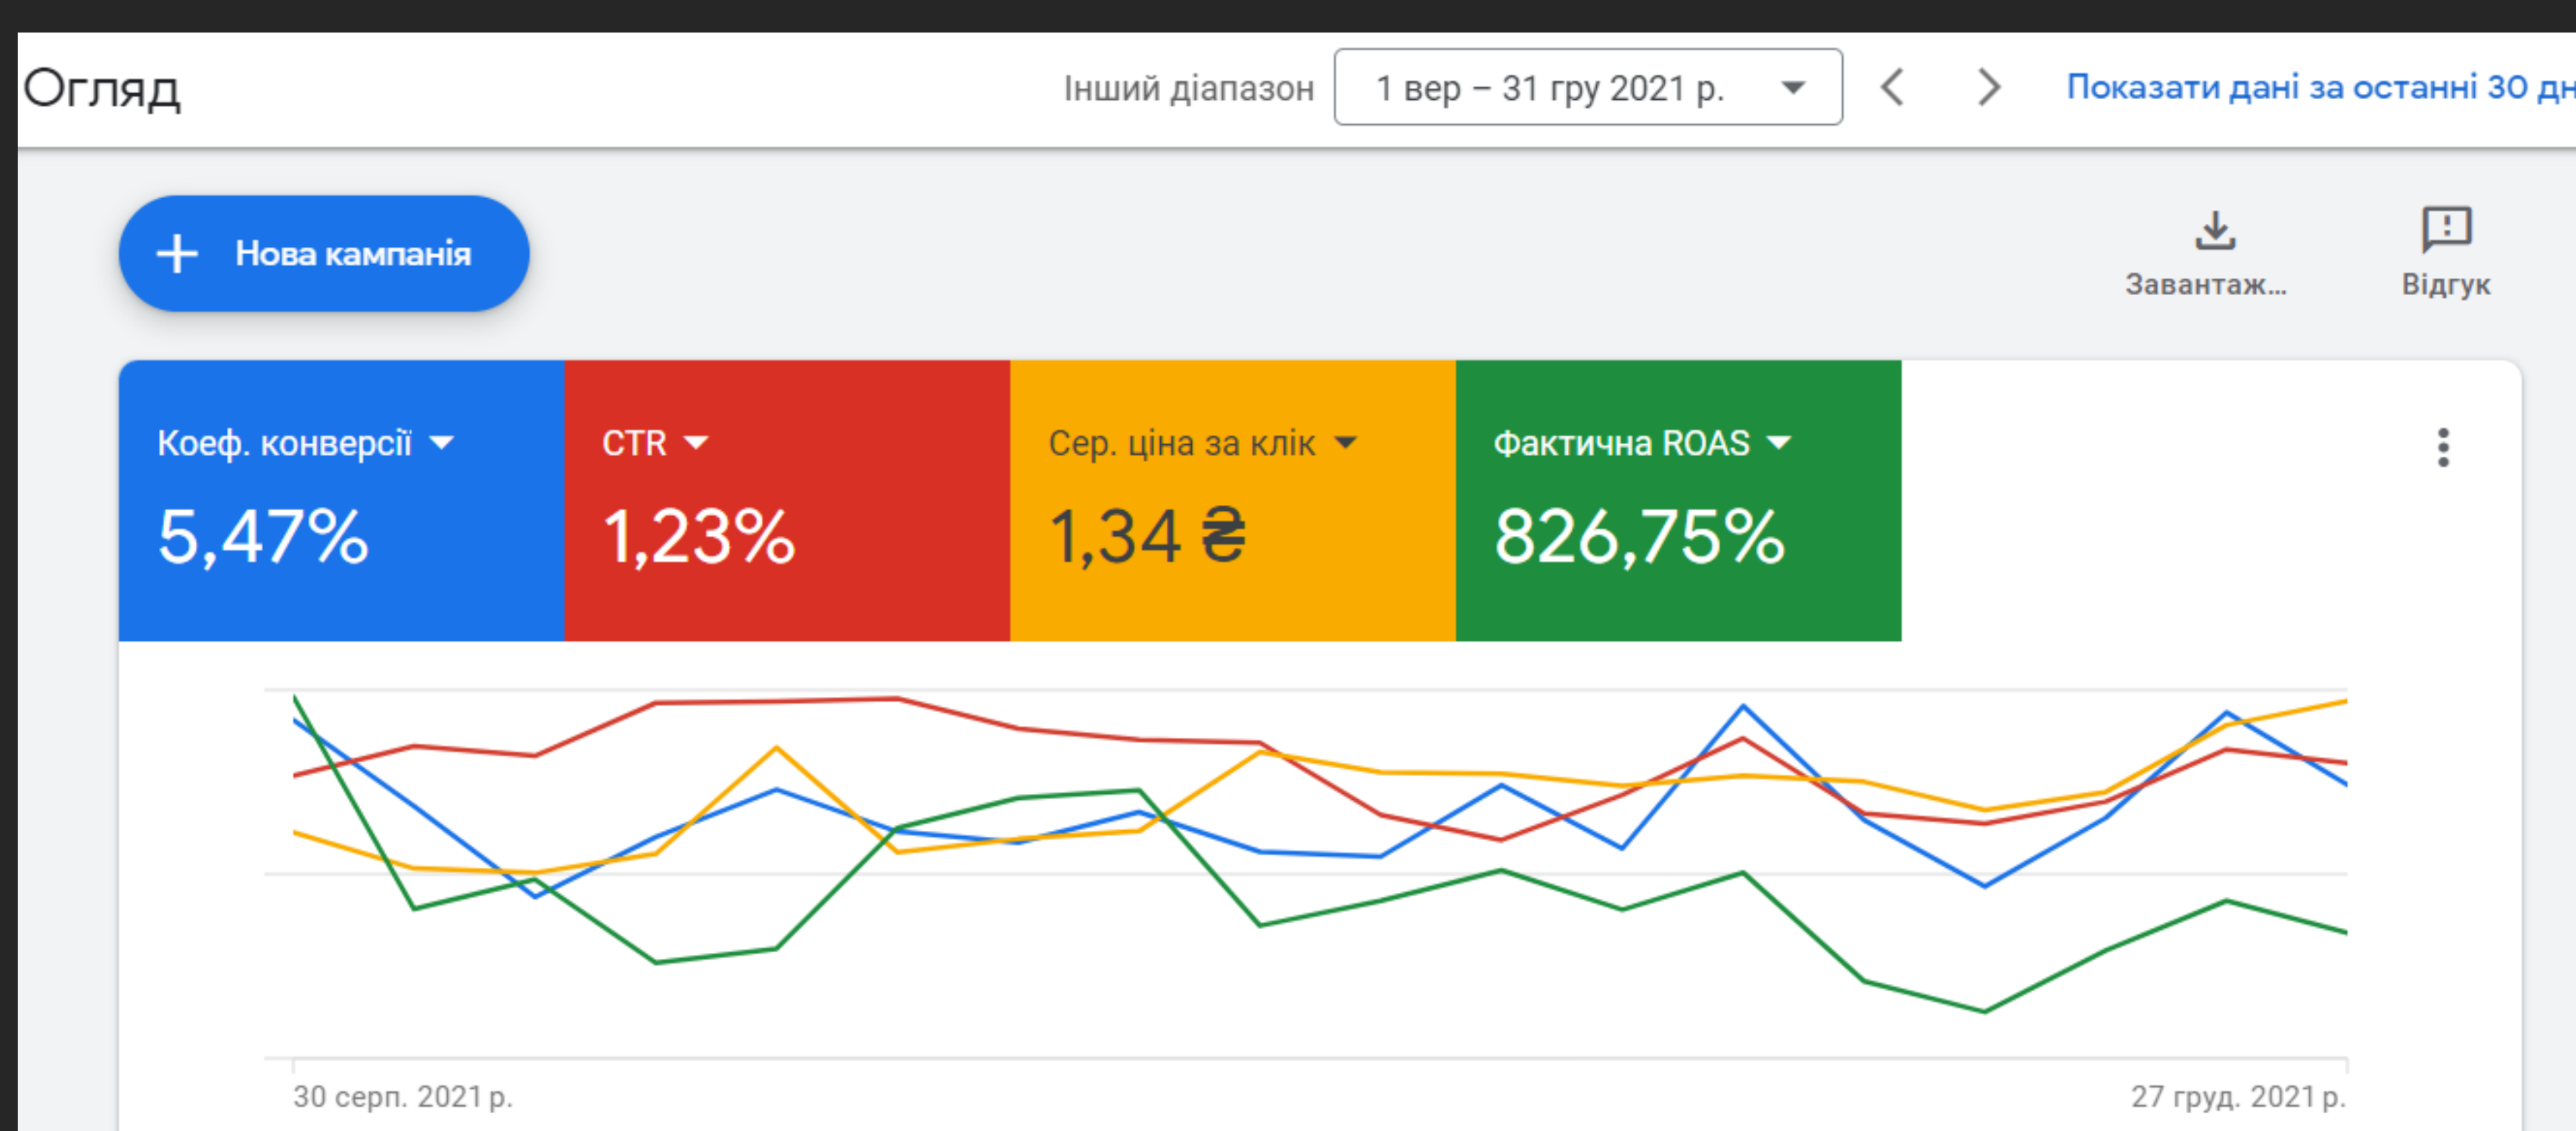 Огляд
Інший діапазон
1 вер – 31 гру 2021 р.
Показати дані за останні 30
Нова кампанія
Завантаж...
Відгук
Коеф. конверсії
5,47%
CTR
1,23%
Сер. ціна за клік
1,34 ₴
Фактична ROAS
826,75%
30 серп. 2021 р.
27 груд. 2021 р.